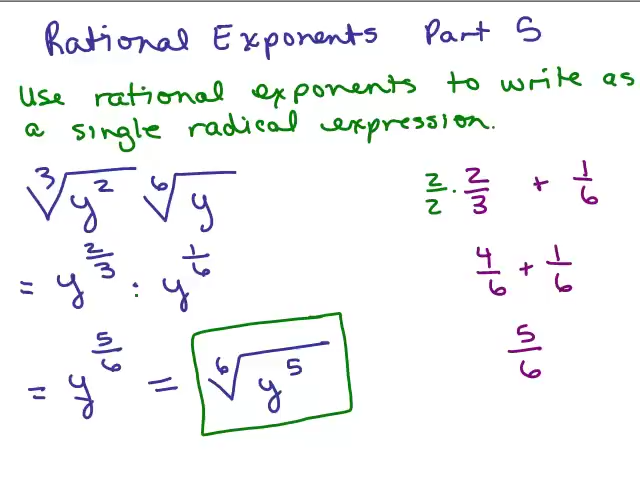 Rational Exponents Part 5
Use rational exponents to write as
a single radical expression.
∛(y²) ⁶√y
= y^(2/3) · y^(1/6)
= y^(5/6) = ⁶√(y⁵)
2/2 · 2/3 + 1/6
4/6 + 1/6
5/6